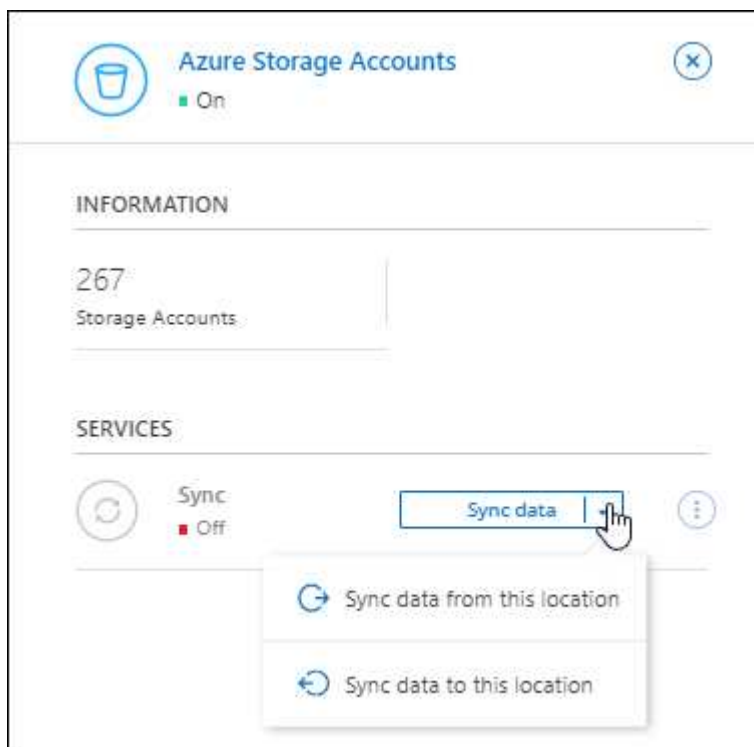 Azure Storage Accounts
On
INFORMATION
267
Storage Accounts
SERVICES
Sync
Off
Sync data
Sync data from this location
Sync data to this location